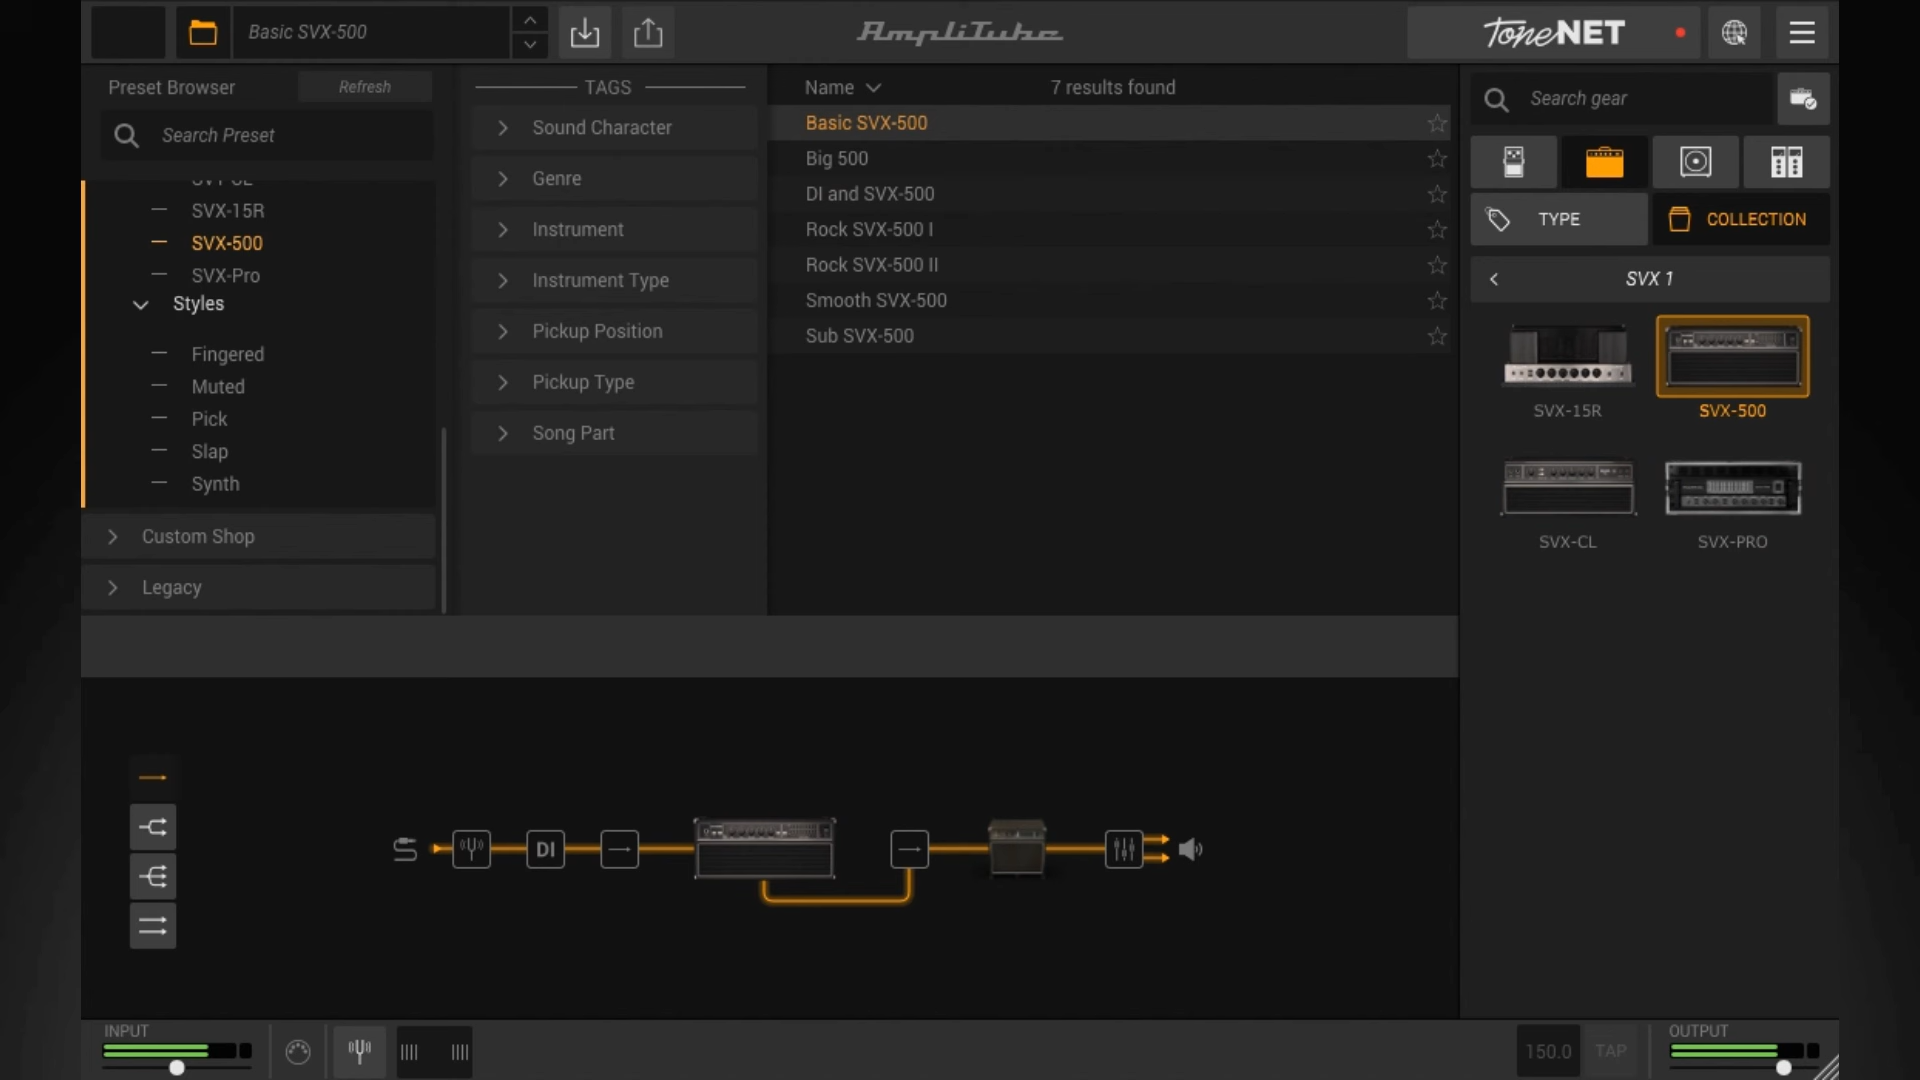 Basic SVX-500
AmpliTube
ToneNET
Preset Browser
Refresh
Search Preset
SVX-15R
SVX-500
SVX-Pro
Styles
Fingered
Muted
Pick
Slap
Synth
Custom Shop
Legacy
TAGS
Sound Character
Genre
Instrument
Instrument Type
Pickup Position
Pickup Type
Song Part
Name
7 results found
Basic SVX-500
Big 500
DI and SVX-500
Rock SVX-500 I
Rock SVX-500 II
Smooth SVX-500
Sub SVX-500
Search gear
TYPE
COLLECTION
SVX 1
SVX-15R
SVX-500
SVX-CL
SVX-PRO
DI
INPUT
150.0
TAP
OUTPUT